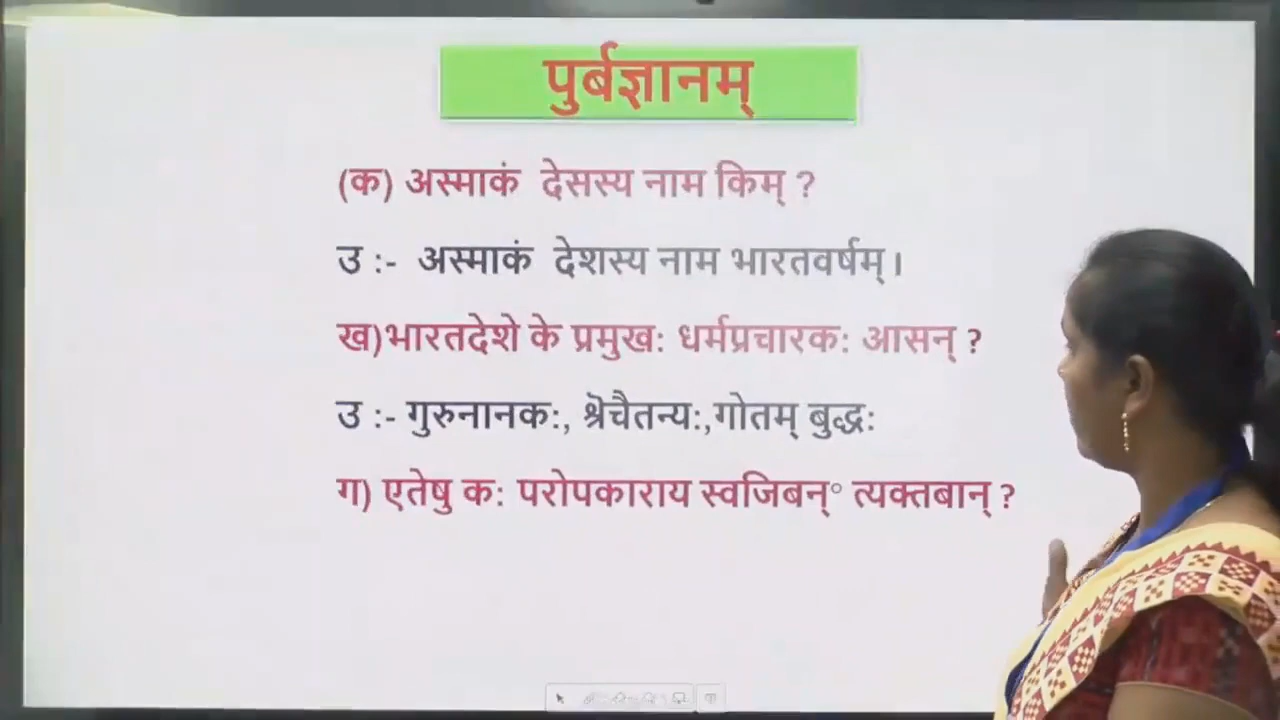 पुर्बज्ञानम्
(क) अस्माकं देसस्य नाम किम् ?
उ :- अस्माकं देशस्य नाम भारतवर्षम् ।
ख)भारतदेशे के प्रमुख: धर्मप्रचारक: आसन् ?
उ :- गुरुनानक:, श्रेचैतन्य:,गोतम् बुद्ध:
ग) एतेषु क: परोपकाराय स्वजिबन्° त्यक्तबान् ?